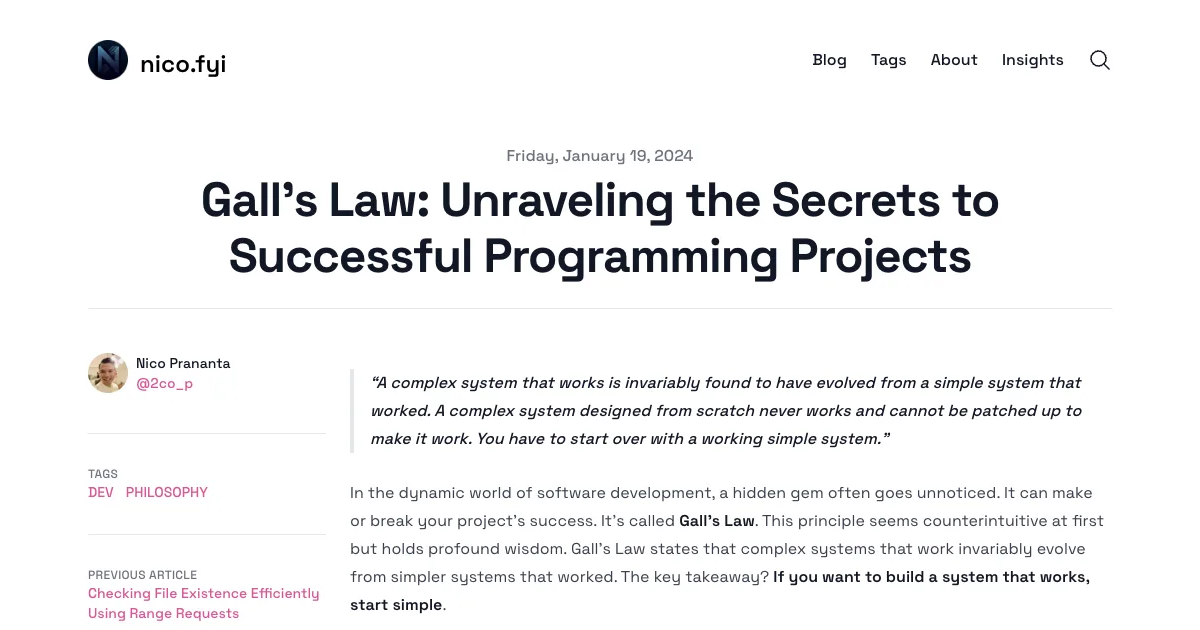 nico.fyi
Blog Tags About Insights
Friday, January 19, 2024
Gall’s Law: Unraveling the Secrets to
Successful Programming Projects
Nico Prananta
@2co_p
TAGS
DEV PHILOSOPHY
PREVIOUS ARTICLE
Checking File Existence Efficiently
Using Range Requests
“A complex system that works is invariably found to have evolved from a simple system that
worked. A complex system designed from scratch never works and cannot be patched up to
make it work. You have to start over with a working simple system.”
In the dynamic world of software development, a hidden gem often goes unnoticed. It can make
or break your project’s success. It’s called Gall’s Law. This principle seems counterintuitive at first
but holds profound wisdom. Gall’s Law states that complex systems that work invariably evolve
from simpler systems that worked. The key takeaway? If you want to build a system that works,
start simple.